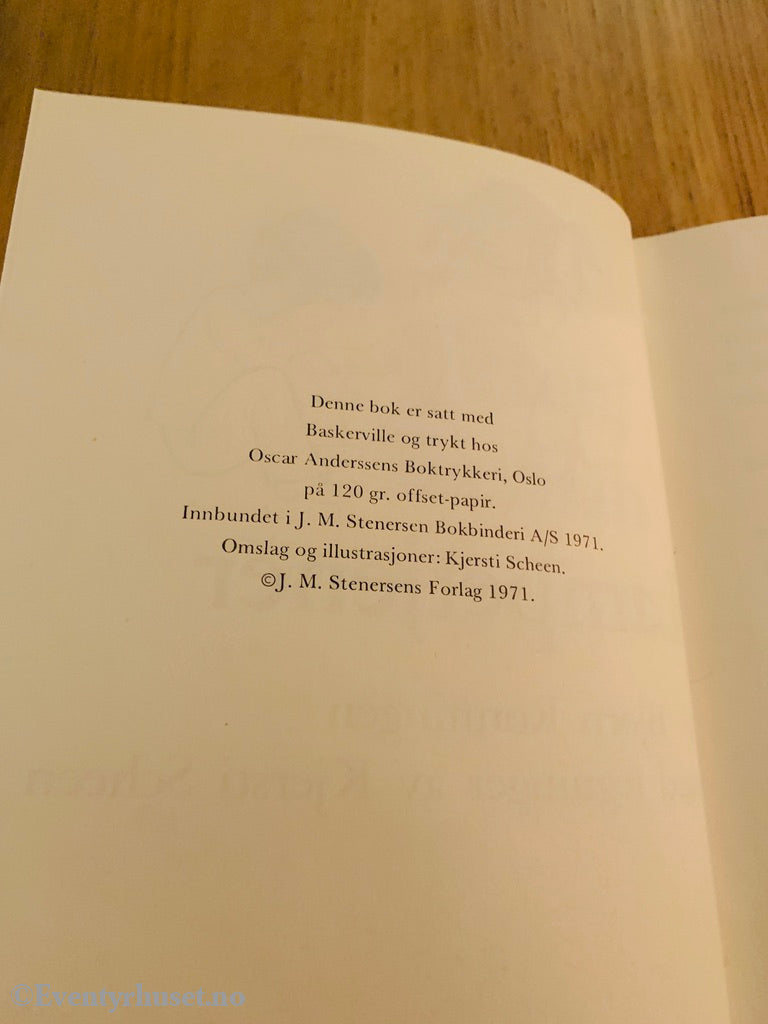 Denne bok er satt med
Baskerville og trykt hos
Oscar Anderssens Boktrykkeri, Oslo
på 120 gr. offset-papir.
Innbundet i J. M. Stenersen Bokbinderi A/S 1971.
Omslag og illustrasjoner: Kjersti Scheen.
©J. M. Stenersens Forlag 1971.
©Eventyrhuset.no